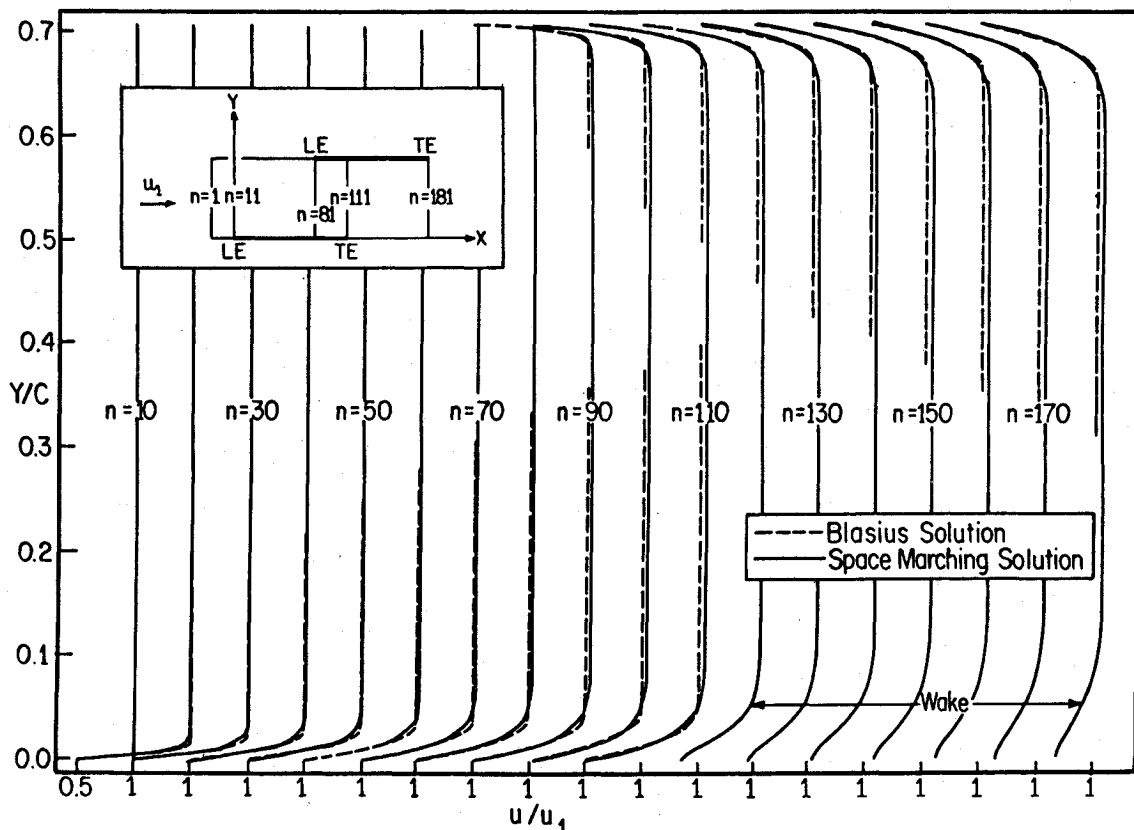 0.7
0.6
0.5
0.4
Y/C
0.3
0.2
0.1
0.0
Y
LE TE
u₁
n=1 n=11 n=81 n=111 n=181
X
LE TE
n=10 n=30 n=50 n=70 n=90 n=110 n=130 n=150 n=170
Blasius Solution
Space Marching Solution
Wake
0.5 1 1 1 1 1 1 1 1 1 1 1 1 1 1 1 1 1 1
u/u₁